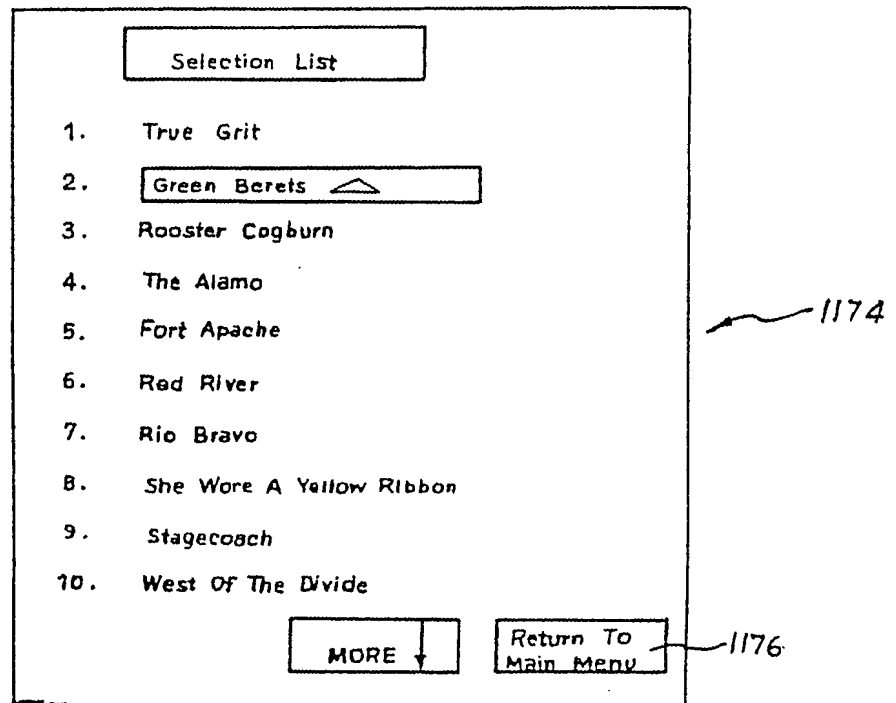 Selection List
1. True Grit
2. Green Berets
3. Rooster Cogburn
4. The Alamo
5. Fort Apache
6. Red River
7. Rio Bravo
8. She Wore A Yellow Ribbon
9. Stagecoach
10. West Of The Divide
MORE
Return To
Main Menu
1174
1176